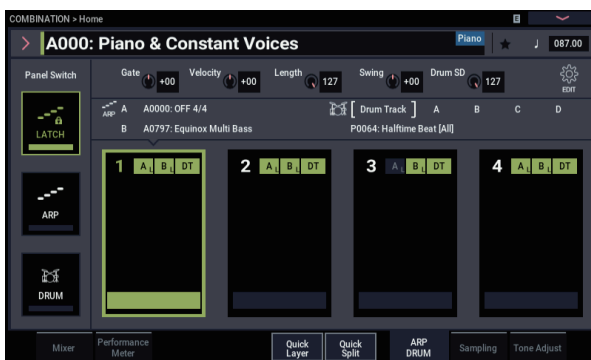 COMBINATION > Home
E
A000: Piano & Constant Voices
Piano
♩ 087.00
Panel Switch
Gate +00 Velocity +00 Length 127 Swing +00 Drum SD 127
EDIT
ARP A A0000: OFF 4/4
[ Drum Track ] A B C D
B A0797: Equinox Multi Bass
P0064: Halftime Beat [All]
LATCH
ARP
DRUM
1 A L B L DT
2 A L B L DT
3 A L B L DT
4 A L B L DT
Mixer
Performance
Meter
Quick
Layer
Quick
Split
ARP
DRUM
Sampling
Tone Adjust